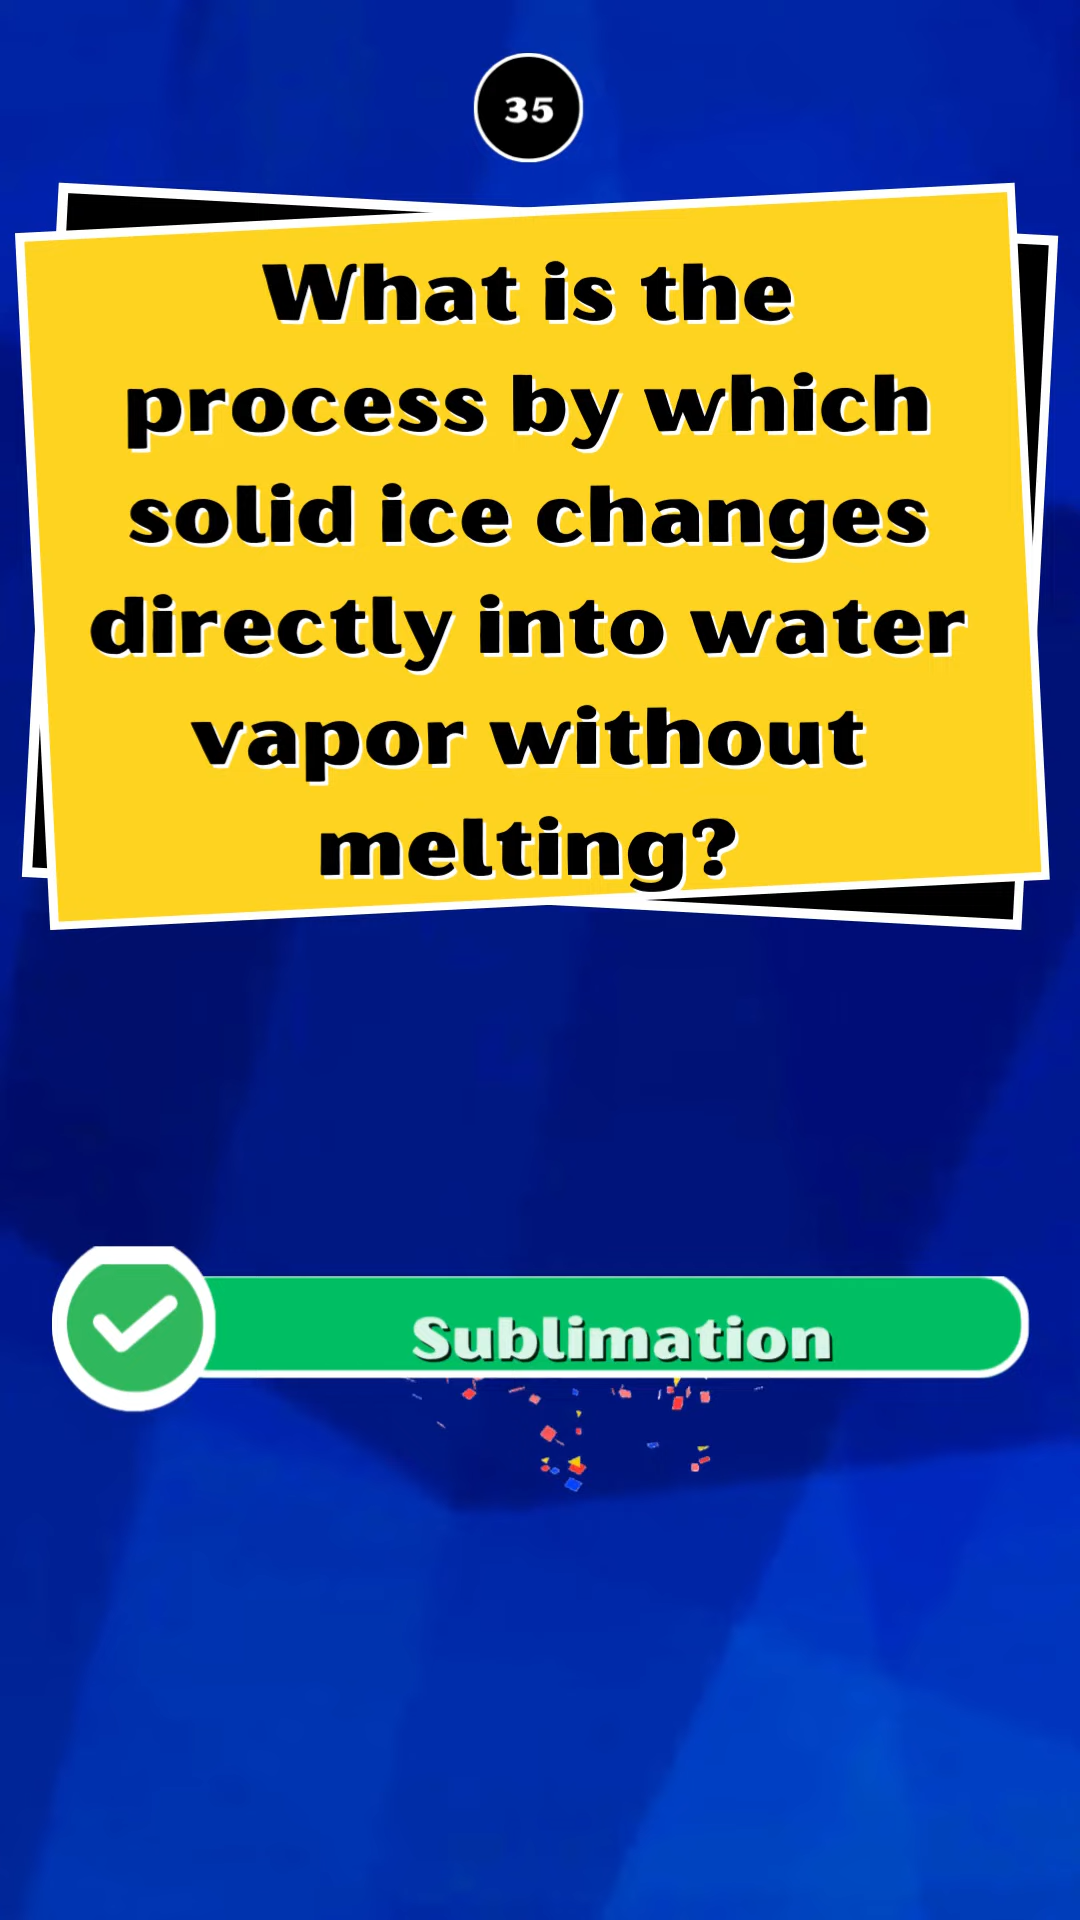 35
What is the
process by which
solid ice changes
directly into water
vapor without
melting?
Sublimation